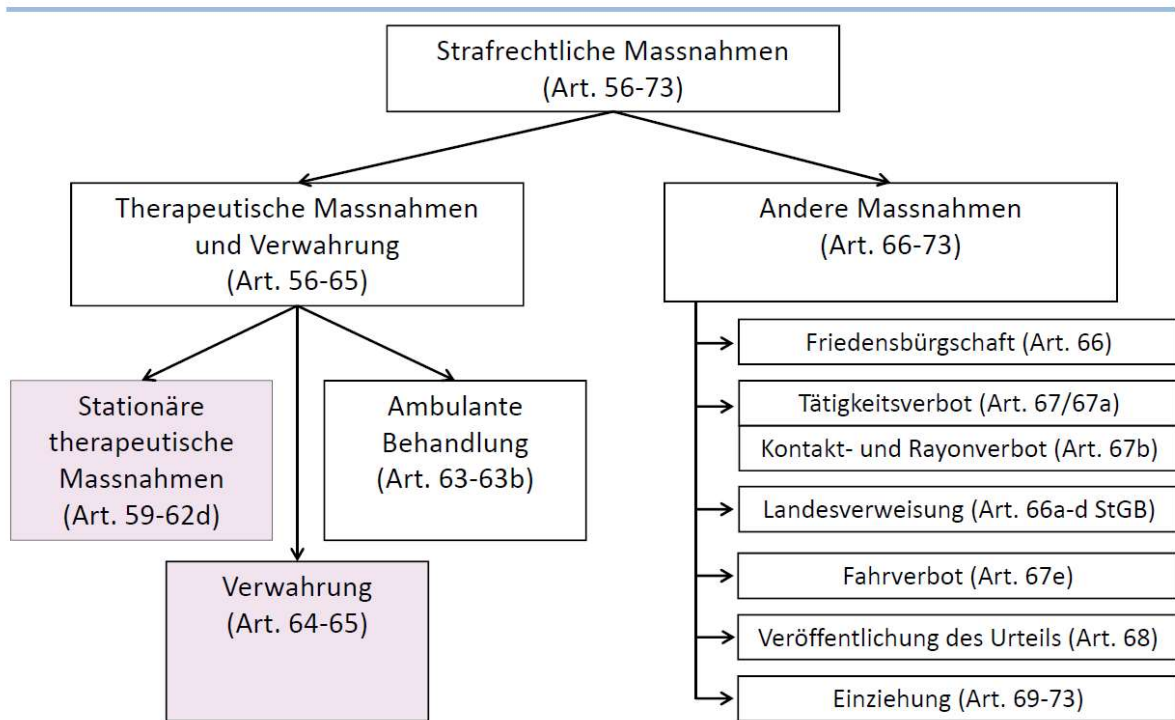 Strafrechtliche Massnahmen
(Art. 56-73)
Therapeutische Massnahmen
und Verwahrung
(Art. 56-65)
Andere Massnahmen
(Art. 66-73)
Stationäre
therapeutische
Massnahmen
(Art. 59-62d)
Ambulante
Behandlung
(Art. 63-63b)
Verwahrung
(Art. 64-65)
Friedensbürgschaft (Art. 66)
Tätigkeitsverbot (Art. 67/67a)
Kontakt- und Rayonverbot (Art. 67b)
Landesverweisung (Art. 66a-d StGB)
Fahrverbot (Art. 67e)
Veröffentlichung des Urteils (Art. 68)
Einziehung (Art. 69-73)